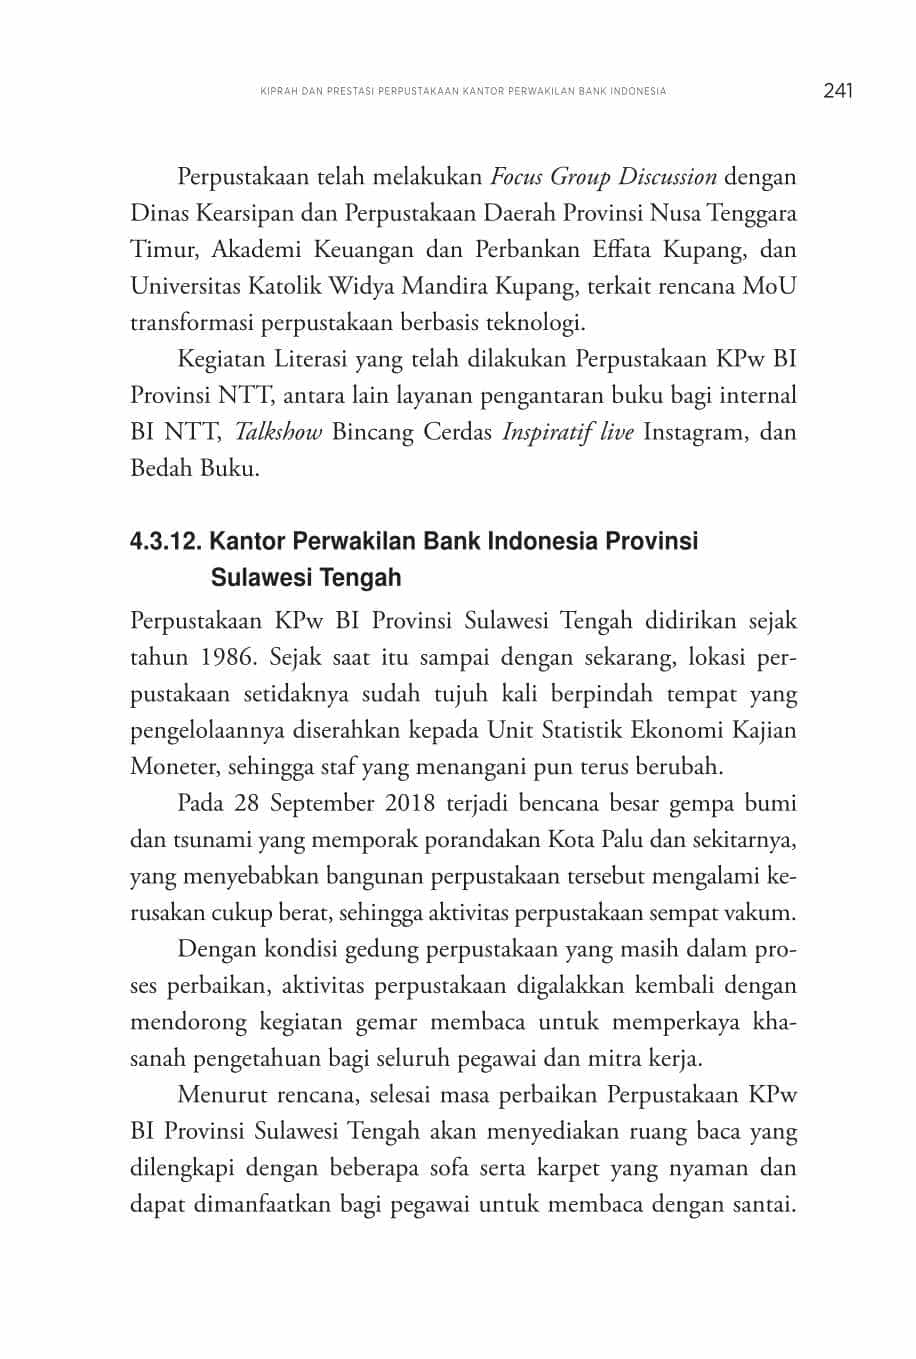 KIPRAH DAN PRESTASI PERPUSTAKAAN KANTOR PERWAKILAN BANK INDONESIA 241
Perpustakaan telah melakukan Focus Group Discussion dengan
Dinas Kearsipan dan Perpustakaan Daerah Provinsi Nusa Tenggara
Timur, Akademi Keuangan dan Perbankan Effata Kupang, dan
Universitas Katolik Widya Mandira Kupang, terkait rencana MoU
transformasi perpustakaan berbasis teknologi.
Kegiatan Literasi yang telah dilakukan Perpustakaan KPw BI
Provinsi NTT, antara lain layanan pengantaran buku bagi internal
BI NTT, Talkshow Bincang Cerdas Inspiratif live Instagram, dan
Bedah Buku.
4.3.12. Kantor Perwakilan Bank Indonesia Provinsi
Sulawesi Tengah
Perpustakaan KPw BI Provinsi Sulawesi Tengah didirikan sejak
tahun 1986. Sejak saat itu sampai dengan sekarang, lokasi per-
pustakaan setidaknya sudah tujuh kali berpindah tempat yang
pengelolaannya diserahkan kepada Unit Statistik Ekonomi Kajian
Moneter, sehingga staf yang menangani pun terus berubah.
Pada 28 September 2018 terjadi bencana besar gempa bumi
dan tsunami yang memporak porandakan Kota Palu dan sekitarnya,
yang menyebabkan bangunan perpustakaan tersebut mengalami ke-
rusakan cukup berat, sehingga aktivitas perpustakaan sempat vakum.
Dengan kondisi gedung perpustakaan yang masih dalam pro-
ses perbaikan, aktivitas perpustakaan digalakkan kembali dengan
mendorong kegiatan gemar membaca untuk memperkaya kha-
sanah pengetahuan bagi seluruh pegawai dan mitra kerja.
Menurut rencana, selesai masa perbaikan Perpustakaan KPw
BI Provinsi Sulawesi Tengah akan menyediakan ruang baca yang
dilengkapi dengan beberapa sofa serta karpet yang nyaman dan
dapat dimanfaatkan bagi pegawai untuk membaca dengan santai.